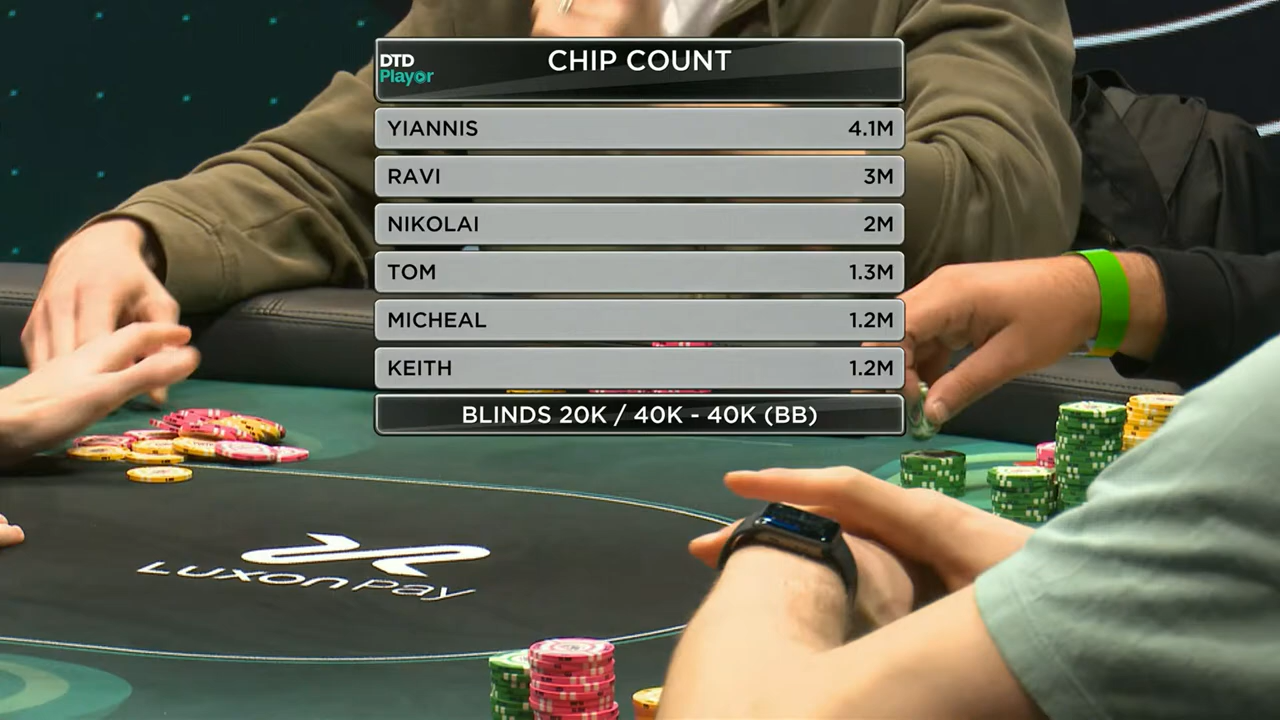 DTD
Player
CHIP COUNT
YIANNIS 4.1M
RAVI 3M
NIKOLAI 2M
TOM 1.3M
MICHEAL 1.2M
KEITH 1.2M
BLINDS 20K / 40K - 40K (BB)
Luxon Pay